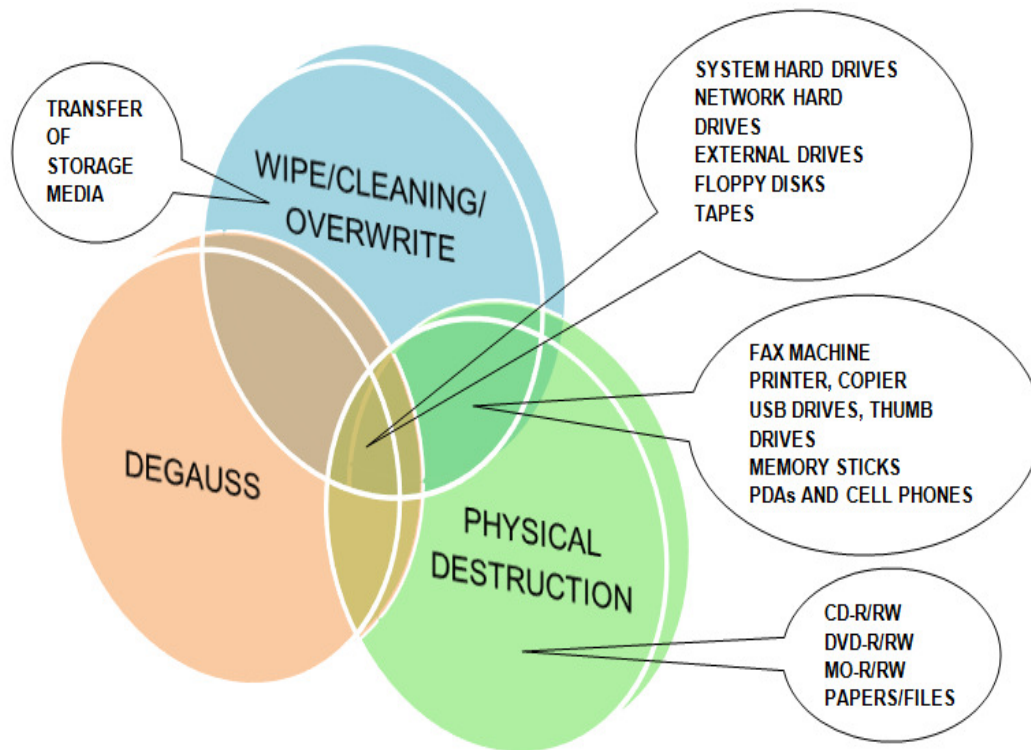 TRANSFER
OF
STORAGE
MEDIA
WIPE/CLEANING/
OVERWRITE
SYSTEM HARD DRIVES
NETWORK HARD
DRIVES
EXTERNAL DRIVES
FLOPPY DISKS
TAPES
DEGAUSS
PHYSICAL
DESTRUCTION
FAX MACHINE
PRINTER, COPIER
USB DRIVES, THUMB
DRIVES
MEMORY STICKS
PDAs AND CELL PHONES
CD-R/RW
DVD-R/RW
MO-R/RW
PAPERS/FILES